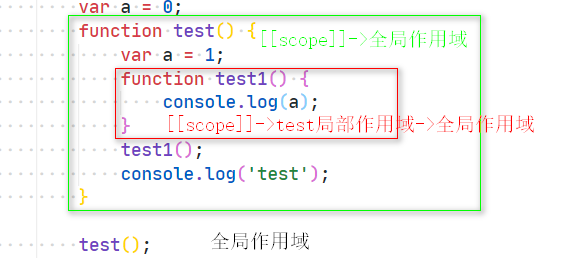 var a = 0;
function test() { [[scope]]->全局作用域
var a = 1;
function test1() {
console.log(a);
} [[scope]]->test局部作用域->全局作用域
test1();
console.log('test');
}
test(); 全局作用域